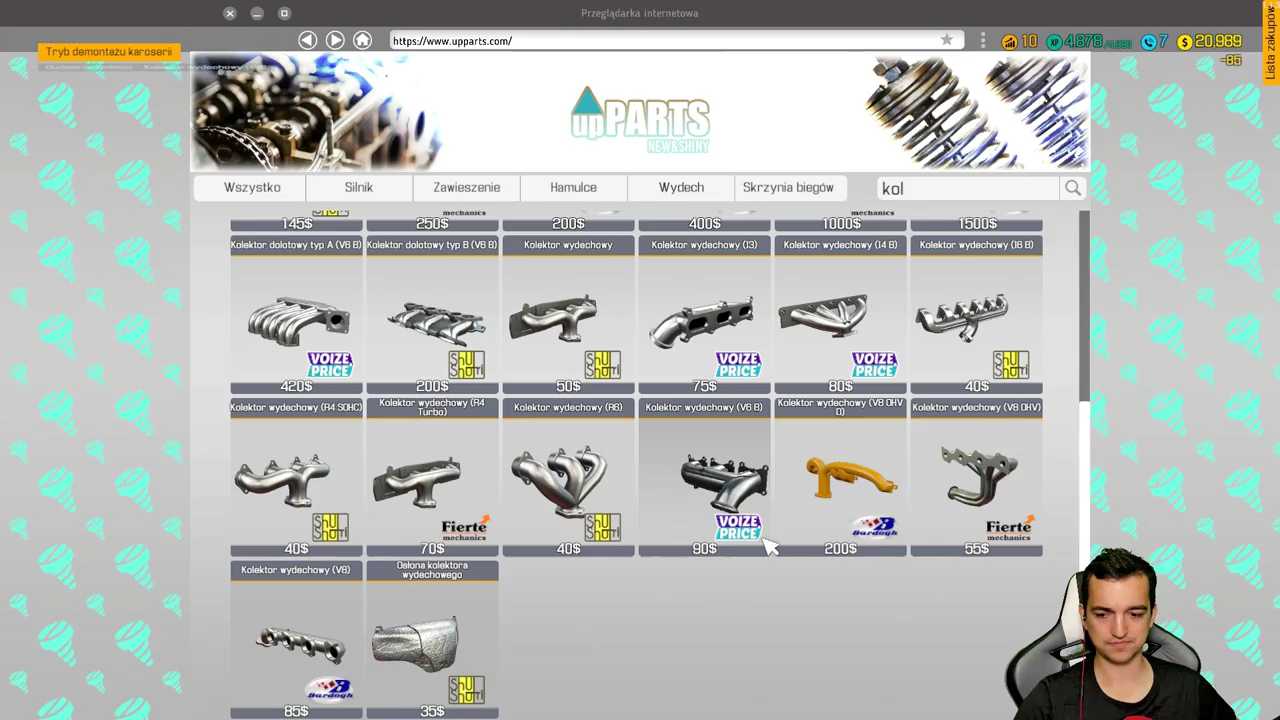 Przeglądarka internetowa
https://www.upparts.com/
Tryb demontażu karoserii
10
4,878
7
$ 20,989
-85
Lista zakupów
upPARTS
NEW&SHINY
Wszystko
Silnik
Zawieszenie
Hamulce
Wydech
Skrzynia biegów
kol
mechanics
mechanics
145$
250$
200$
400$
1000$
1500$
Kolektor dolotowy typ A (V6 B)
Kolektor dolotowy typ B (V6 B)
Kolektor wydechowy
Kolektor wydechowy (I3)
Kolektor wydechowy (I4 B)
Kolektor wydechowy (I6 B)
VOIZE PRICE
VOIZE PRICE
VOIZE PRICE
420$
200$
50$
75$
80$
40$
Kolektor wydechowy (R4 SOHC)
Kolektor wydechowy (R4 Turbo)
Kolektor wydechowy (R6)
Kolektor wydechowy (V6 B)
Kolektor wydechowy (V8 OHV D)
Kolektor wydechowy (V8 OHV)
Fierte mechanics
VOIZE PRICE
Bardogh
Fierte mechanics
40$
70$
40$
90$
200$
55$
Kolektor wydechowy (V8)
Osłona kolektora wydechowego
Bardogh
85$
35$